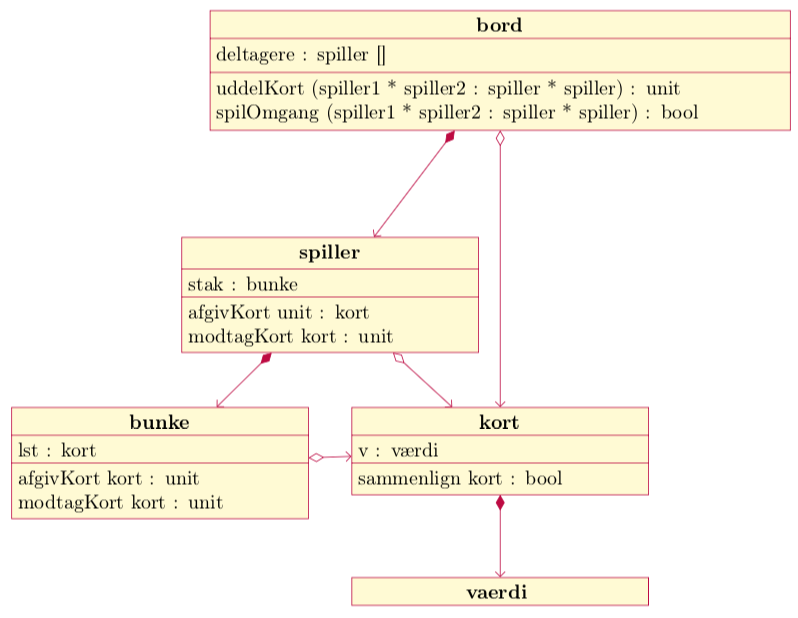 bord
deltagere : spiller []
uddelKort (spiller1 * spiller2 : spiller * spiller) : unit
spilOmgang (spiller1 * spiller2 : spiller * spiller) : bool
spiller
stak : bunke
afgivKort unit : kort
modtagKort kort : unit
bunke
lst : kort
afgivKort kort : unit
modtagKort kort : unit
kort
v : værdi
sammenlign kort : bool
vaerdi